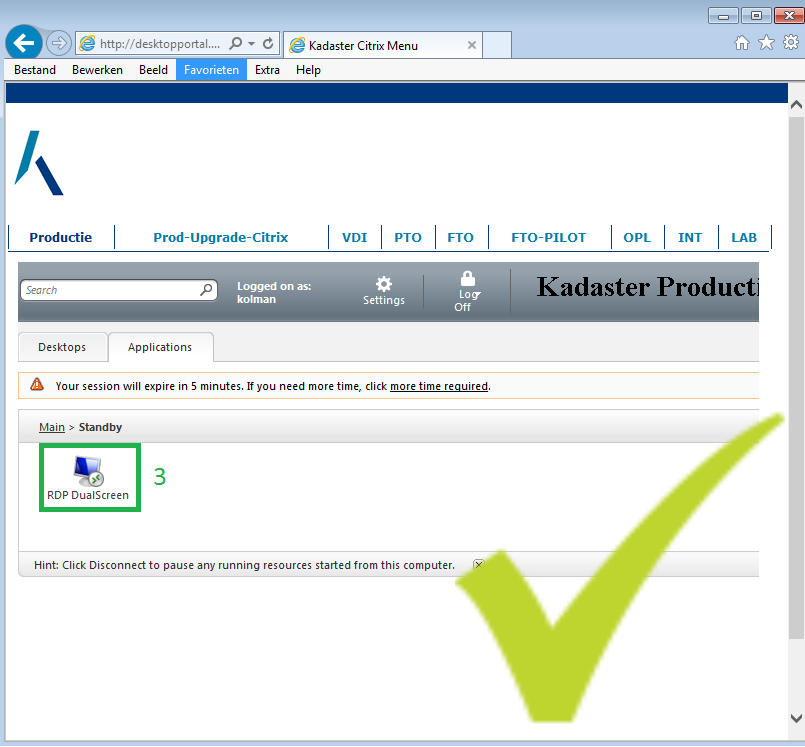 http://desktopportal.... Kadaster Citrix Menu
Bestand Bewerken Beeld Favorieten Extra Help
Productie Prod-Upgrade-Citrix VDI PTO FTO FTO-PILOT OPL INT LAB
Search
Logged on as:
kolman
Settings
Log
Off
Kadaster Producti
Desktops Applications
Your session will expire in 5 minutes. If you need more time, click more time required.
Main > Standby
RDP DualScreen
3
Hint: Click Disconnect to pause any running resources started from this computer.